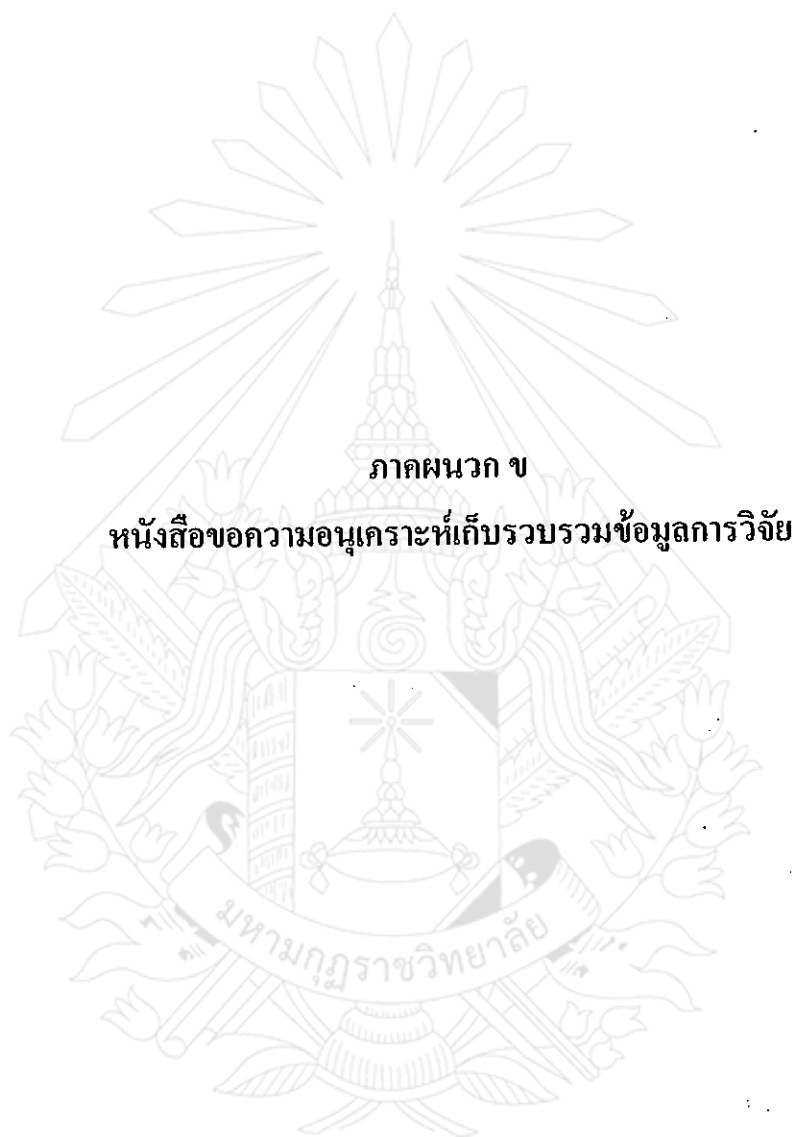 ภาคผนวก ข
หนังสือขอความอนุเคราะห์เก็บรวบรวมข้อมูลการวิจัย
มหามกุฏราชวิทยาลัย